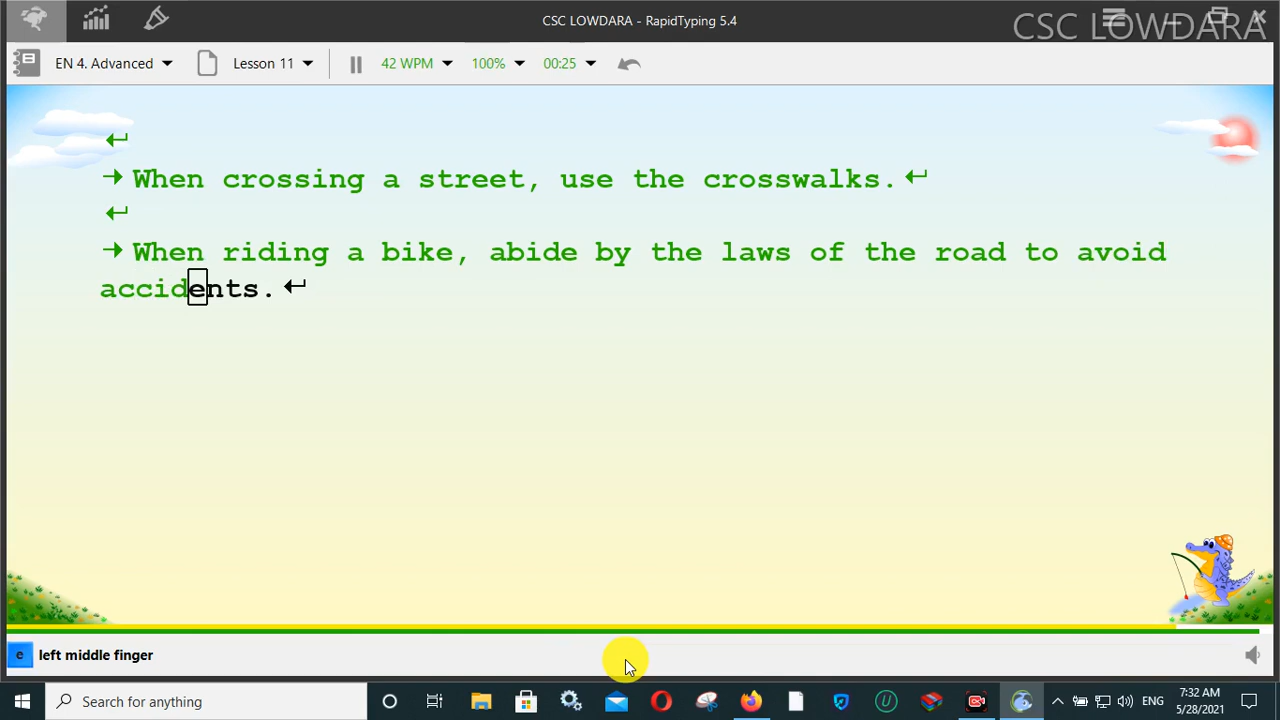 CSC LOWDARA - RapidTyping 5.4
CSC LOWDARA
EN 4. Advanced Lesson 11 42 WPM 100% 00:25
→ When crossing a street, use the crosswalks.↵
→ When riding a bike, abide by the laws of the road to avoid
accidents.↵
e left middle finger
Search for anything
ENG
7:32 AM
5/28/2021